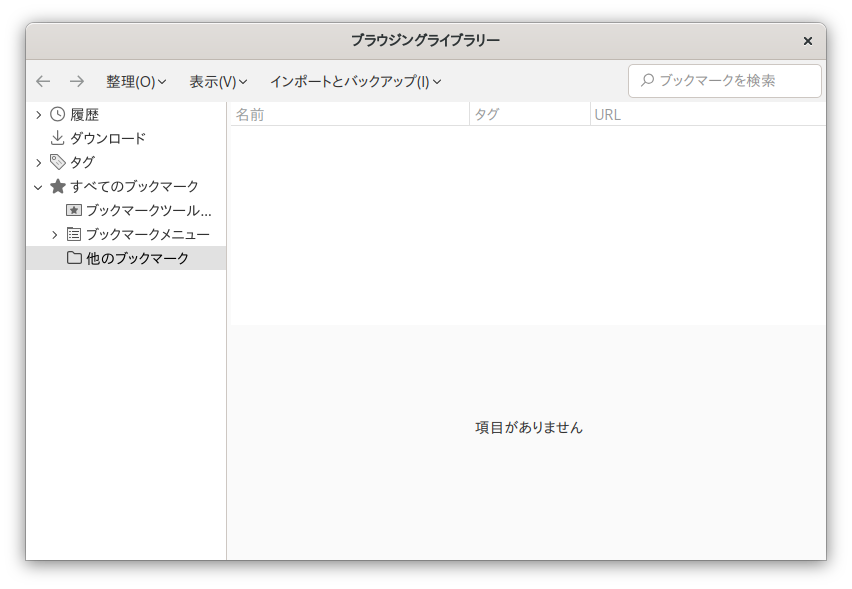 ブラウジングライブラリー
整理(O) 表示(V) インポートとバックアップ(I) ブックマークを検索
履歴
ダウンロード
タグ
すべてのブックマーク
ブックマークツール...
ブックマークメニュー
他のブックマーク
名前 タグ URL
項目がありません